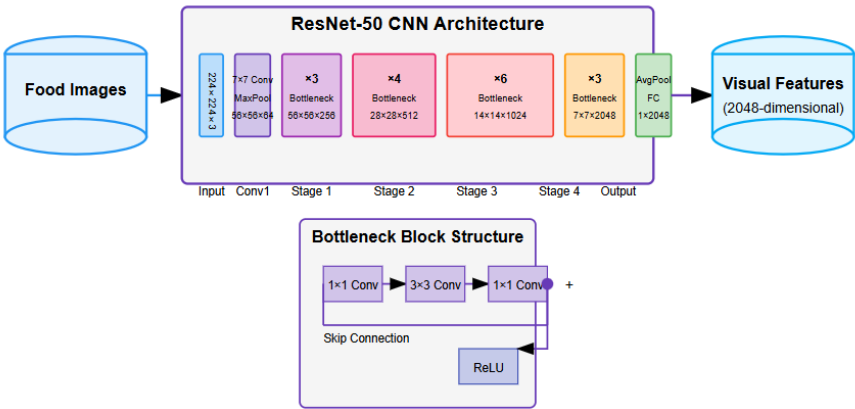 ResNet-50 CNN Architecture
Food Images
224×224×3
7×7 Conv
MaxPool
56×56×64
×3
Bottleneck
56×56×256
×4
Bottleneck
28×28×512
×6
Bottleneck
14×14×1024
×3
Bottleneck
7×7×2048
AvgPool
FC
1×2048
Visual Features
(2048-dimensional)
Input
Conv1
Stage 1
Stage 2
Stage 3
Stage 4
Output
Bottleneck Block Structure
1×1 Conv
3×3 Conv
1×1 Conv
+
Skip Connection
ReLU